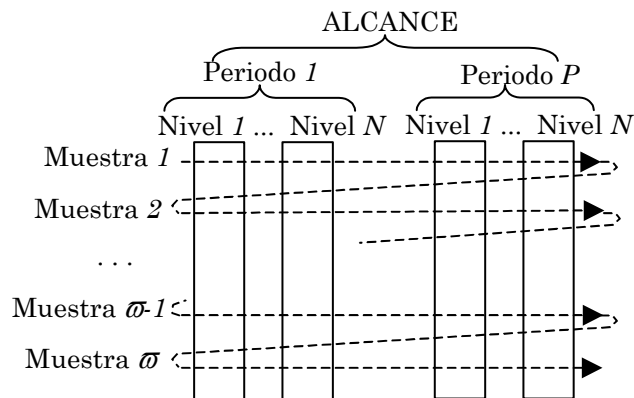 ALCANCE
Periodo 1 Periodo P
Nivel 1 ... Nivel N Nivel 1 ... Nivel N
Muestra 1
Muestra 2
. . .
Muestra ϖ-1
Muestra ϖ